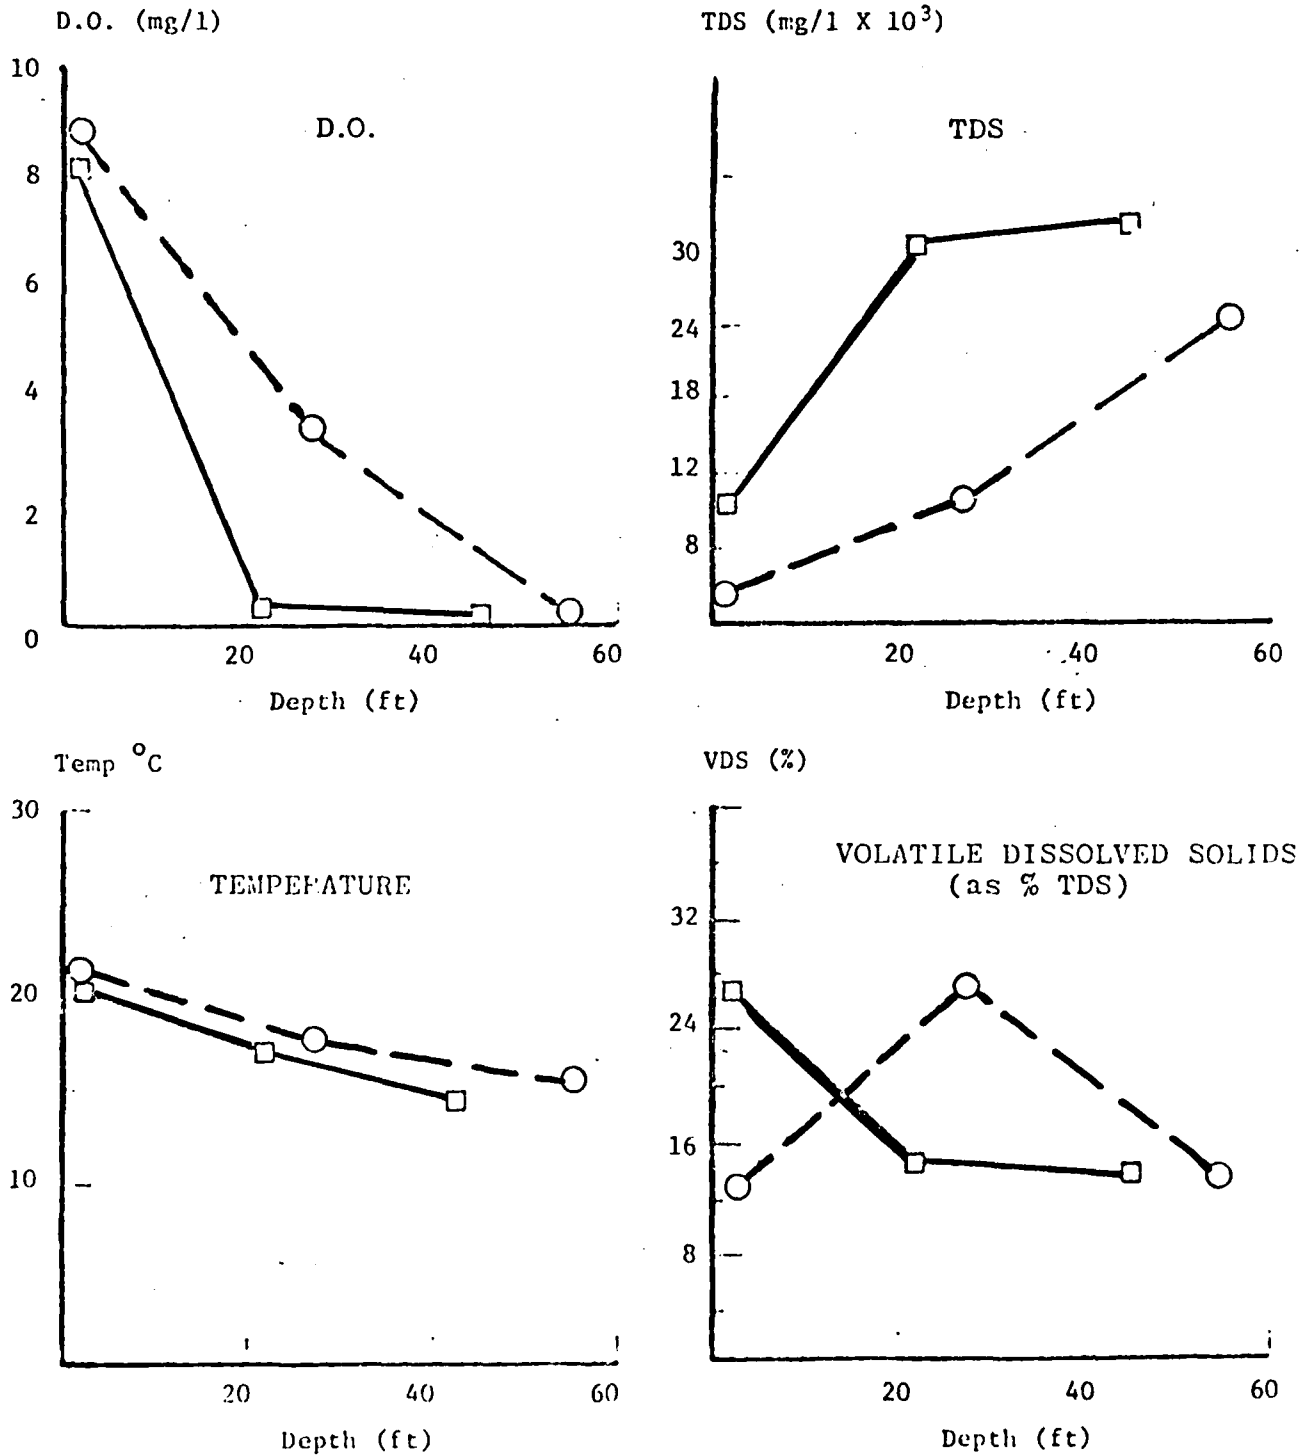 D.O. (mg/1)
10
8
6
4
2
0
D.O.
20 40 60
Depth (ft)
TDS (mg/1 X 10³)
30
24
18
12
8
TDS
20 40 60
Depth (ft)
Temp °C
30
20
10
TEMPERATURE
20 40 60
Depth (ft)
VDS (%)
32
24
16
8
VOLATILE DISSOLVED SOLIDS
(as % TDS)
20 40 60
Depth (ft)